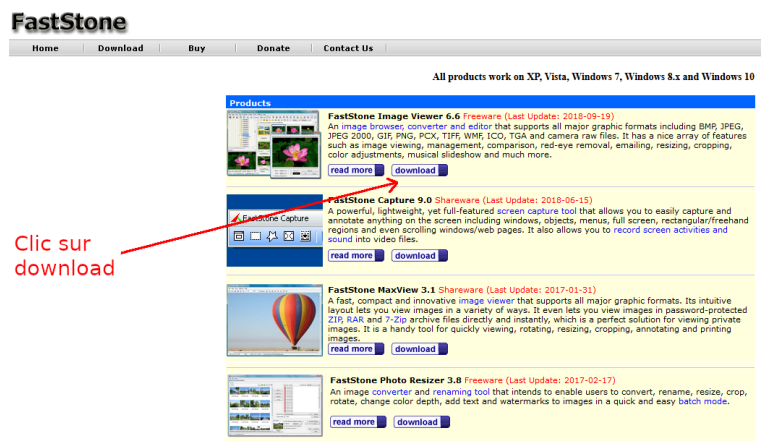 FastStone
Home Download Buy Donate Contact Us
All products work on XP, Vista, Windows 7, Windows 8.x and Windows 10
Products
FastStone Image Viewer 6.6 Freeware (Last Update: 2018-09-19)
An image browser, converter and editor that supports all major graphic formats including BMP, JPEG,
JPEG 2000, GIF, PNG, PCX, TIFF, WMF, ICO, TGA and camera raw files. It has a nice array of features
such as image viewing, management, comparison, red-eye removal, emailing, resizing, cropping,
color adjustments, musical slideshow and much more.
read more download
FastStone Capture 9.0 Shareware (Last Update: 2018-06-15)
A powerful, lightweight, yet full-featured screen capture tool that allows you to easily capture and
annotate anything on the screen including windows, objects, menus, full screen, rectangular/freehand
regions and even scrolling windows/web pages. It also allows you to record screen activities and
sound into video files.
read more download
FastStone Capture
Clic sur
download
FastStone MaxView 3.1 Shareware (Last Update: 2017-01-31)
A fast, compact and innovative image viewer that supports all major graphic formats. Its intuitive
layout lets you view images in a variety of ways. It even lets you view images in password-protected
ZIP, RAR and 7-Zip archive files directly and instantly, which is a perfect solution for viewing private
images. It is a handy tool for quickly viewing, rotating, resizing, cropping, annotating and printing
images.
read more download
FastStone Photo Resizer 3.8 Freeware (Last Update: 2017-02-17)
An image converter and renaming tool that intends to enable users to convert, rename, resize, crop,
rotate, change color depth, add text and watermarks to images in a quick and easy batch mode.
read more download